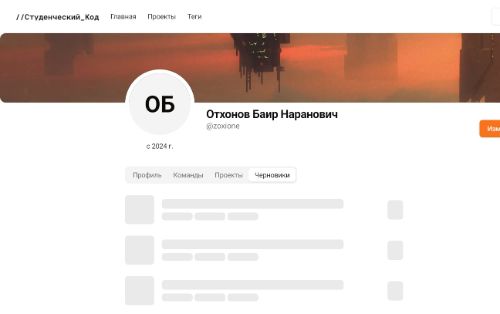 //Студенческий_Код Главная Проекты Теги
ОБ
Отхонов Баир Наранович
@zoxione
Изм
с 2024 г.
Профиль Команды Проекты Черновики